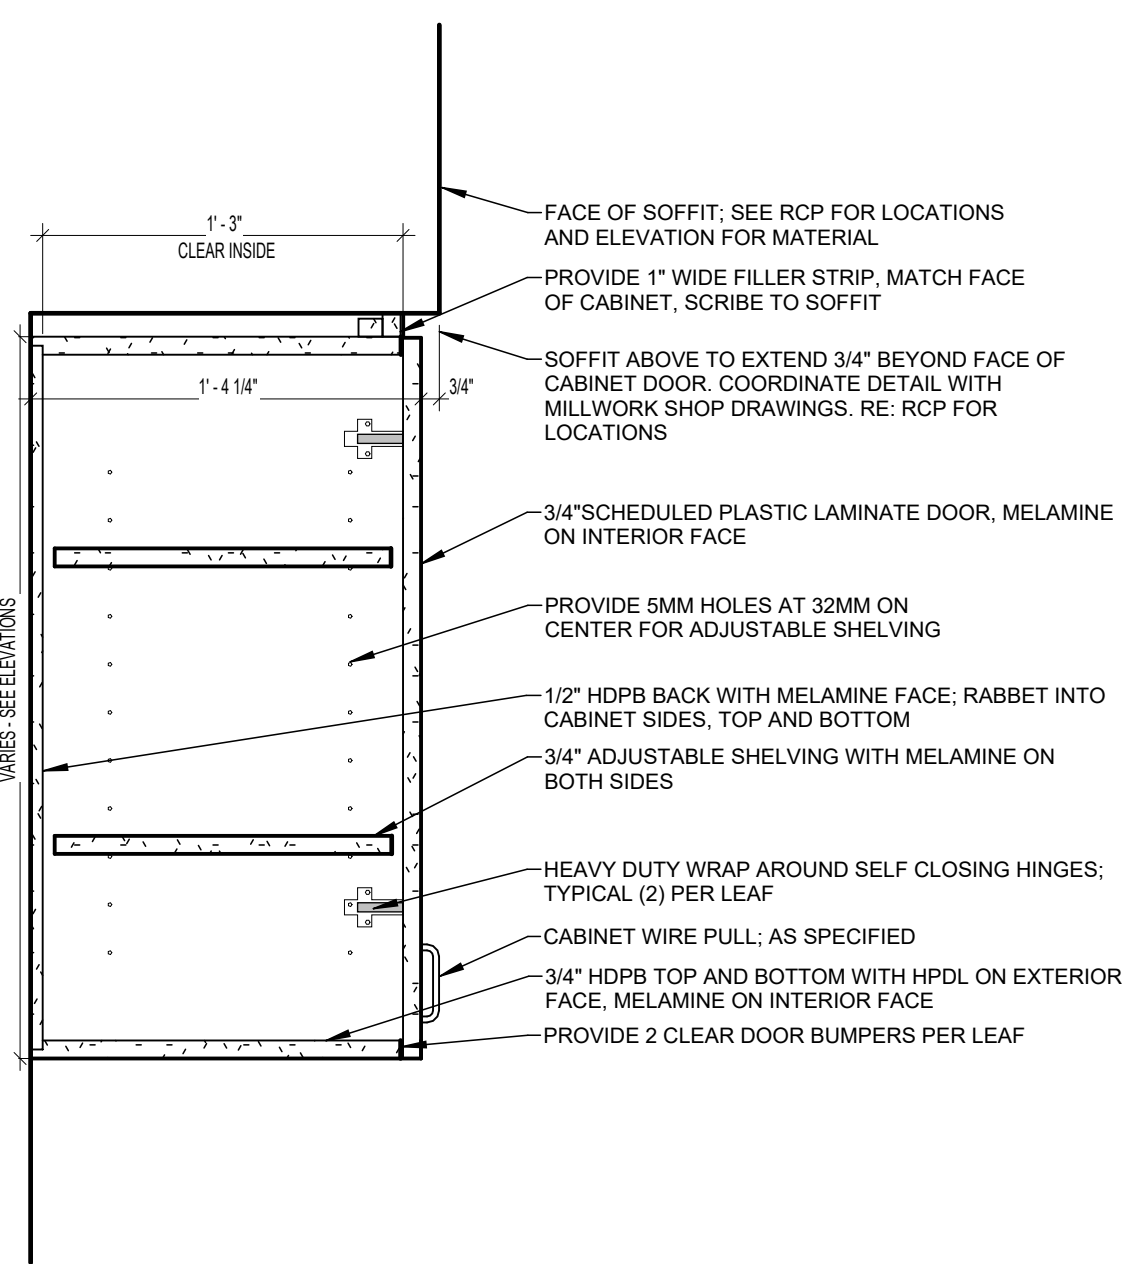 1' - 3"
CLEAR INSIDE
1' - 4 1/4"
3/4"
VARIES - SEE ELEVATIONS
FACE OF SOFFIT; SEE RCP FOR LOCATIONS
AND ELEVATION FOR MATERIAL
PROVIDE 1" WIDE FILLER STRIP, MATCH FACE
OF CABINET, SCRIBE TO SOFFIT
SOFFIT ABOVE TO EXTEND 3/4" BEYOND FACE OF
CABINET DOOR. COORDINATE DETAIL WITH
MILLWORK SHOP DRAWINGS. RE: RCP FOR
LOCATIONS
3/4"SCHEDULED PLASTIC LAMINATE DOOR, MELAMINE
ON INTERIOR FACE
PROVIDE 5MM HOLES AT 32MM ON
CENTER FOR ADJUSTABLE SHELVING
1/2" HDPB BACK WITH MELAMINE FACE; RABBET INTO
CABINET SIDES, TOP AND BOTTOM
3/4" ADJUSTABLE SHELVING WITH MELAMINE ON
BOTH SIDES
HEAVY DUTY WRAP AROUND SELF CLOSING HINGES;
TYPICAL (2) PER LEAF
CABINET WIRE PULL; AS SPECIFIED
3/4" HDPB TOP AND BOTTOM WITH HPDL ON EXTERIOR
FACE, MELAMINE ON INTERIOR FACE
PROVIDE 2 CLEAR DOOR BUMPERS PER LEAF